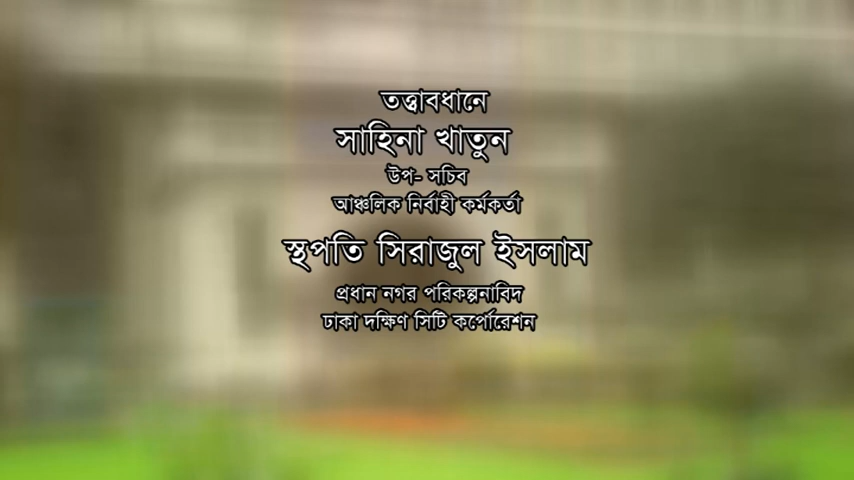 তত্ত্বাবধানে
সাহিনা খাতুন
উপ- সচিব
আঞ্চলিক নির্বাহী কর্মকর্তা
স্থপতি সিরাজুল ইসলাম
প্রধান নগর পরিকল্পনাবিদ
ঢাকা দক্ষিণ সিটি কর্পোরেশন